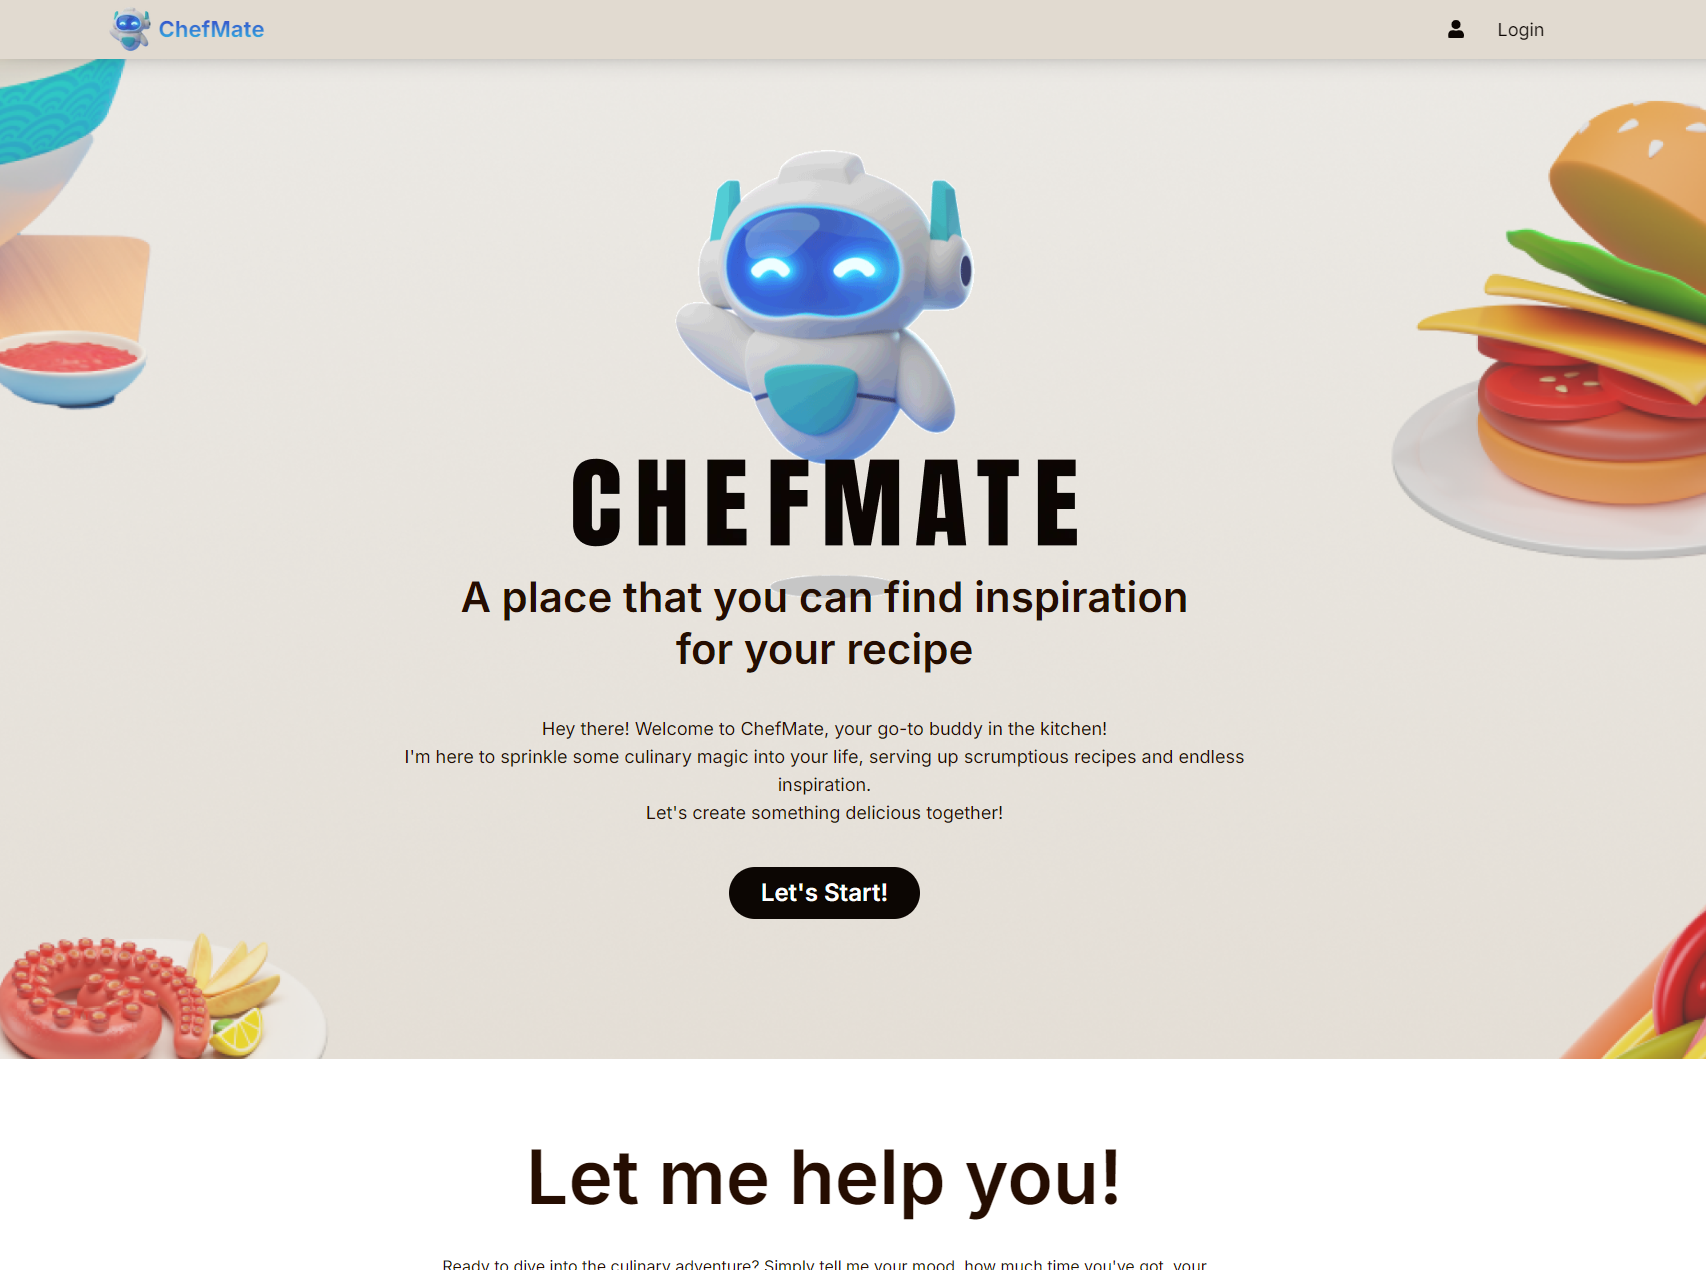 ChefMate
Login
CHEFMATE
A place that you can find inspiration
for your recipe
Hey there! Welcome to ChefMate, your go-to buddy in the kitchen!
I'm here to sprinkle some culinary magic into your life, serving up scrumptious recipes and endless
inspiration.
Let's create something delicious together!
Let's Start!
Let me help you!
Ready to dive into the culinary adventure? Simply tell me your mood, how much time you've got, your